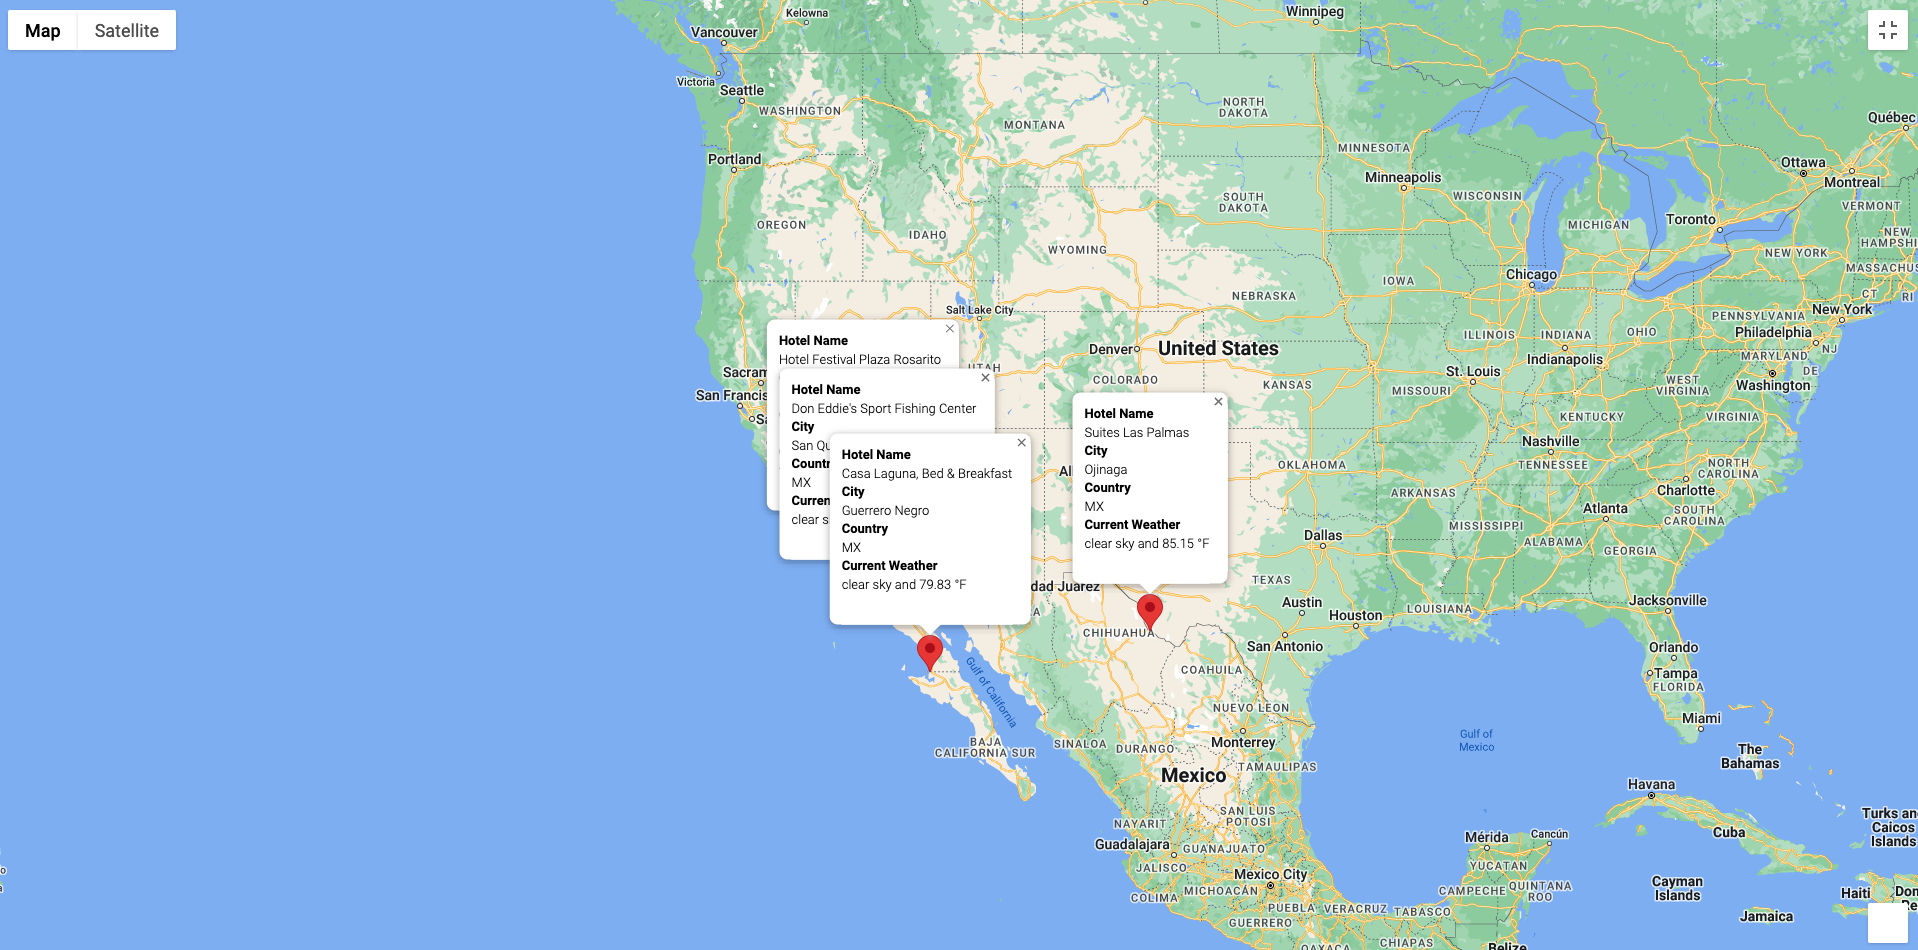 Map
Satellite
Kelowna
Vancouver
Victoria
Seattle
WASHINGTON
Winnipeg
NORTH
DAKOTA
MONTANA
MINNESOTA
Minneapolis
Québec
Ottawa
Montreal
Portland
OREGON
IDAHO
SOUTH
DAKOTA
WYOMING
WISCONSIN
MICHIGAN
Toronto
VERMONT
NEW
HAMPSHI
NEW YORK
MASSACHUS
CT
RI
Chicago
IOWA
NEBRASKA
Salt Lake City
New York
PENNSYLVANIA
Philadelphia
ILLINOIS
INDIANA
OHIO
Indianapolis
NJ
MARYLAND
DE
Washington
Hotel Name
Hotel Festival Plaza Rosarito
Denver
United States
UTAH
COLORADO
KANSAS
St. Louis
MISSOURI
WEST
VIRGINIA
VIRGINIA
KENTUCKY
Sacram
San Francis
Sa
Hotel Name
Don Eddie's Sport Fishing Center
City
San Qu
Countr
MX
Curren
clear s
Hotel Name
Casa Laguna, Bed & Breakfast
City
Guerrero Negro
Country
MX
Current Weather
clear sky and 79.83 °F
Hotel Name
Suites Las Palmas
City
Ojinaga
Country
MX
Current Weather
clear sky and 85.15 °F
Al
Nashville
TENNESSEE
OKLAHOMA
ARKANSAS
NORTH
CAROLINA
Charlotte
Atlanta
SOUTH
CAROLINA
MISSISSIPPI
ALABAMA
GEORGIA
Dallas
TEXAS
dad Juárez
Austin
Houston
LOUISIANA
Jacksonville
CHIHUAHUA
San Antonio
Orlando
COAHUILA
Tampa
FLORIDA
Gulf of California
NUEVO LEON
Miami
Monterrey
Gulf of
Mexico
BAJA
CALIFORNIA SUR
SINALOA
DURANGO
The
Bahamas
TAMAULIPAS
Mexico
Havana
SAN LUIS
POTOSI
NAYARIT
Turks an
Caicos
Islands
Cuba
Mérida
Cancún
Guadalajara
GUANAJUATO
JALISCO
YUCATAN
Mexico City
CAMPECHE
QUINTANA
ROO
Cayman
Islands
MICHOACÁN
COLIMA
Haiti
Don
Re
PUEBLA
VERACRUZ
TABASCO
Jamaica
GUERRERO
OAXACA
CHIAPAS
Belize